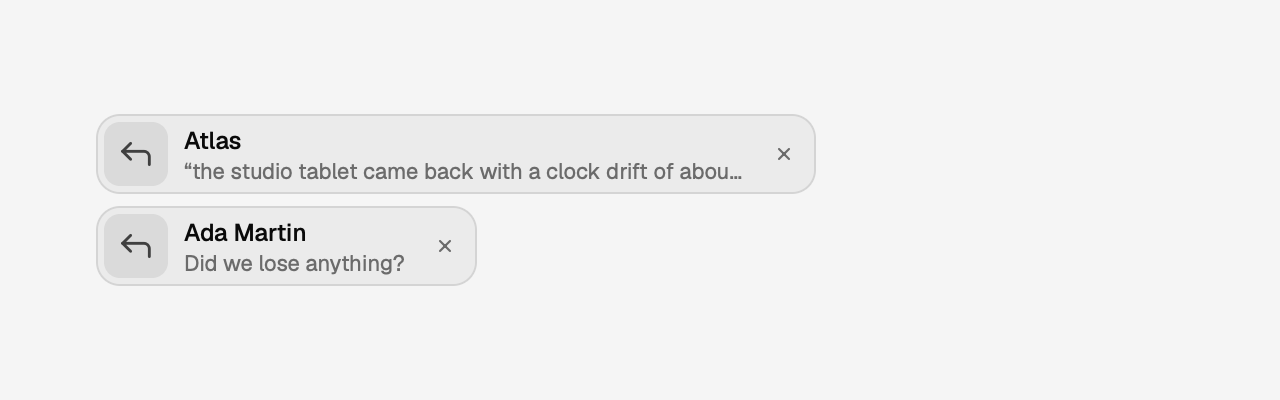 Atlas
“the studio tablet came back with a clock drift of abou…
Ada Martin
Did we lose anything?